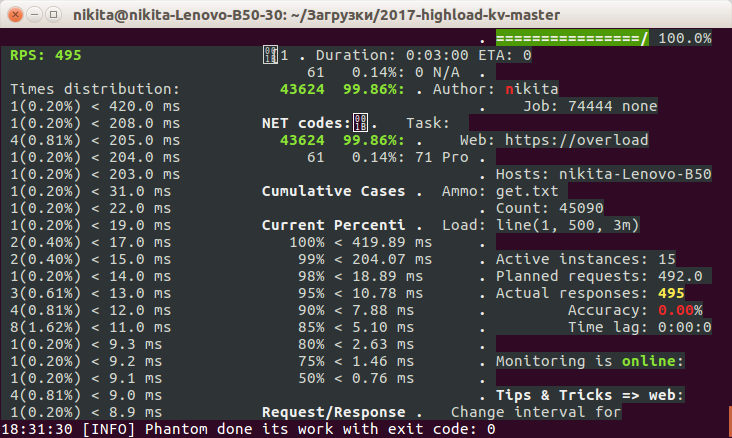 nikita@nikita-Lenovo-B50-30: ~/Загрузки/2017-highload-kv-master
. ===============/ 100.0%
RPS: 495 001B1 . Duration: 0:03:00 ETA: 0
61 0.14%: 0 N/A .
Times distribution: 43624 99.86%: . Author: nikita
1(0.20%) < 420.0 ms . Job: 74444 none
1(0.20%) < 208.0 ms NET codes:001B. Task:
4(0.81%) < 205.0 ms 43624 99.86%: . Web: https://overload
1(0.20%) < 204.0 ms 61 0.14%: 71 Pro .
1(0.20%) < 203.0 ms . Hosts: nikita-Lenovo-B50
1(0.20%) < 31.0 ms Cumulative Cases . Ammo: get.txt
1(0.20%) < 22.0 ms . Count: 45090
1(0.20%) < 19.0 ms Current Percenti . Load: line(1, 500, 3m)
2(0.40%) < 17.0 ms 100% < 419.89 ms .
2(0.40%) < 15.0 ms 99% < 204.07 ms . Active instances: 15
1(0.20%) < 14.0 ms 98% < 18.89 ms . Planned requests: 492.0
3(0.61%) < 13.0 ms 95% < 10.78 ms . Actual responses: 495
4(0.81%) < 12.0 ms 90% < 7.88 ms . Accuracy: 0.00%
8(1.62%) < 11.0 ms 85% < 5.10 ms . Time lag: 0:00:0
1(0.20%) < 9.3 ms 80% < 2.63 ms .
1(0.20%) < 9.2 ms 75% < 1.46 ms . Monitoring is online:
1(0.20%) < 9.1 ms 50% < 0.76 ms .
4(0.81%) < 9.0 ms . Tips & Tricks => web:
1(0.20%) < 8.9 ms Request/Response . Change interval for
18:31:30 [INFO] Phantom done its work with exit code: 0